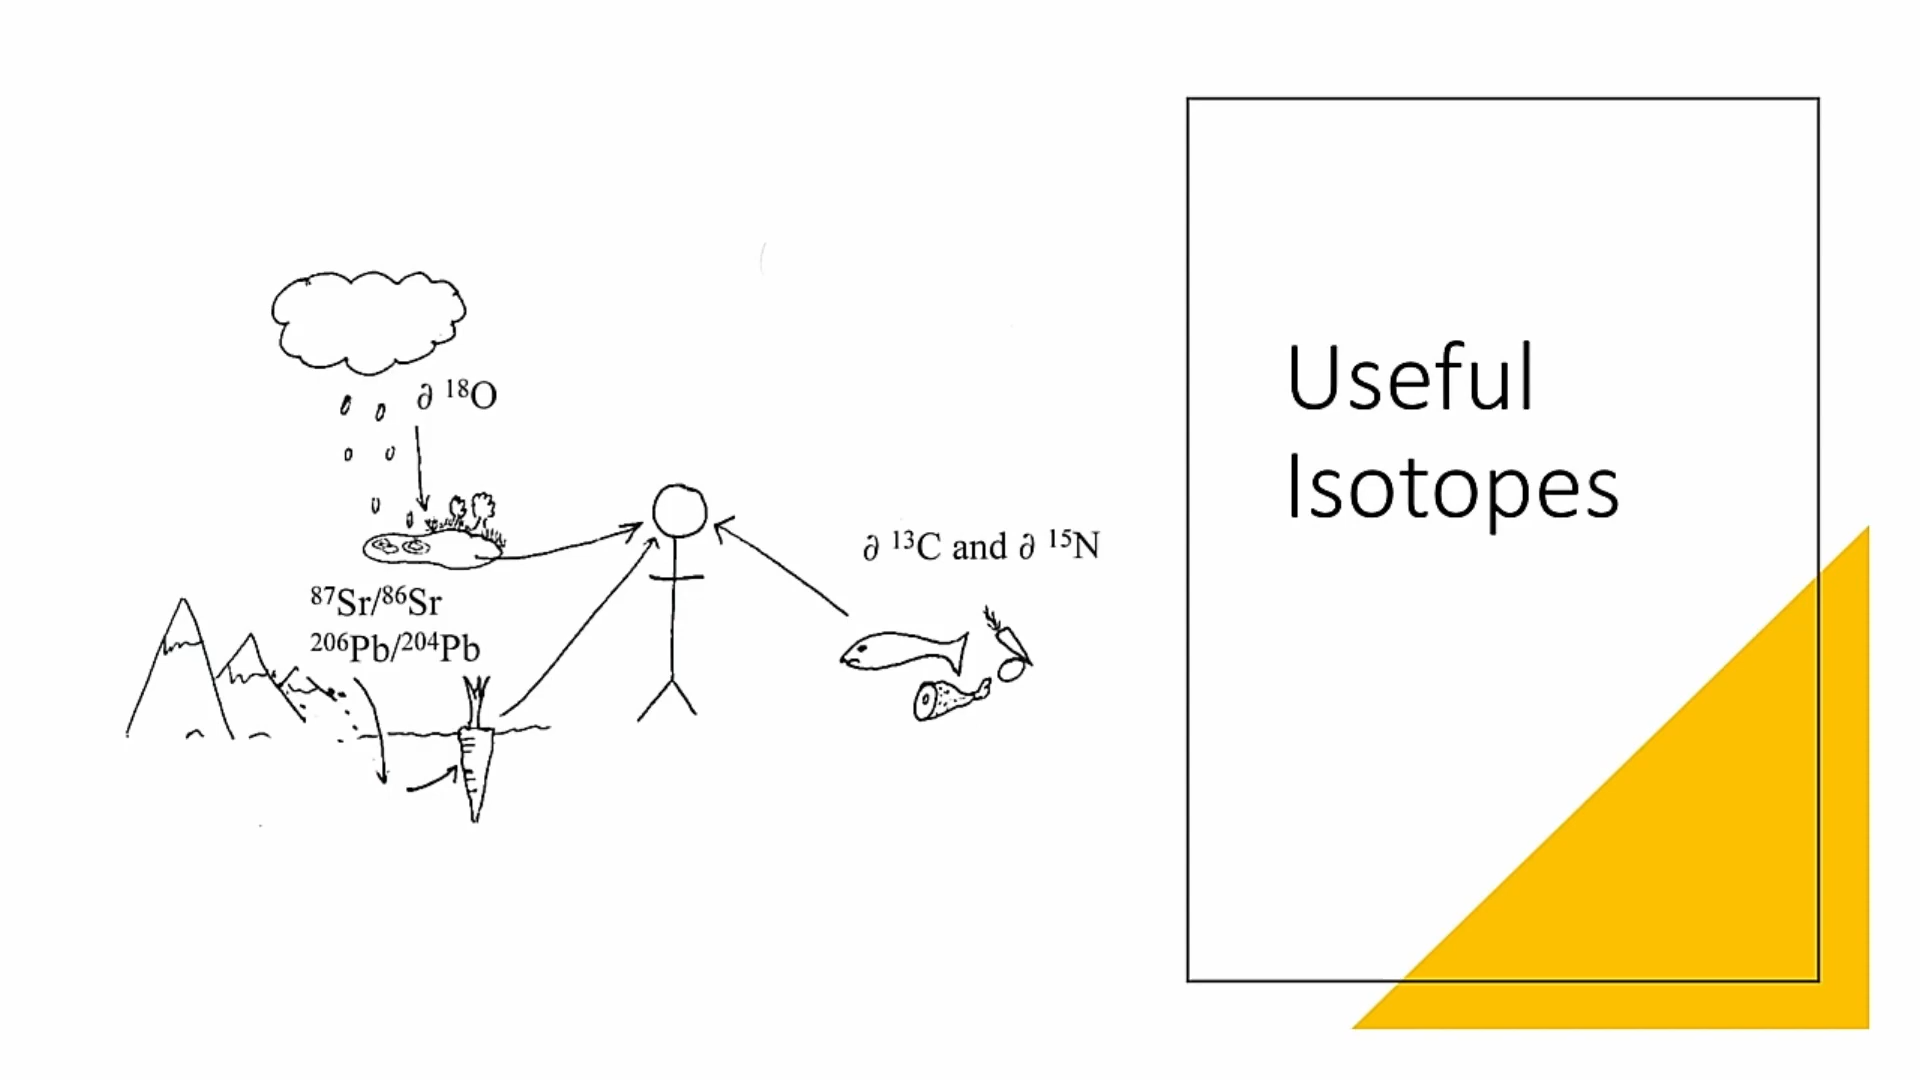 ∂ ¹⁸O
⁸⁷Sr/⁸⁶Sr
²⁰⁶Pb/²⁰⁴Pb
∂ ¹³C and ∂ ¹⁵N
Useful
Isotopes